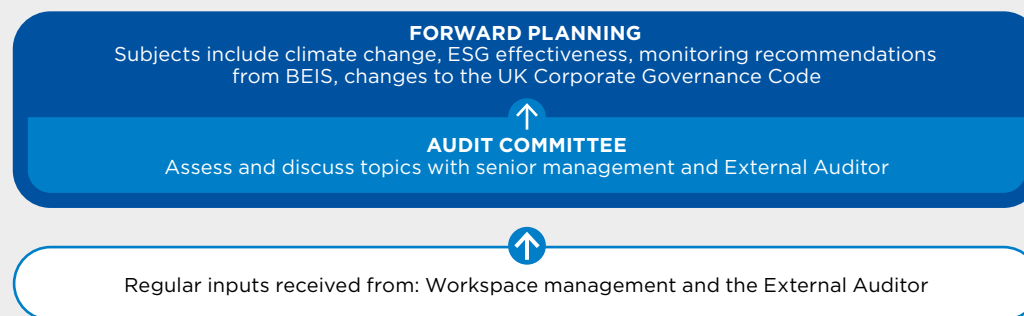 FORWARD PLANNING
Subjects include climate change, ESG effectiveness, monitoring recommendations
from BEIS, changes to the UK Corporate Governance Code
AUDIT COMMITTEE
Assess and discuss topics with senior management and External Auditor
Regular inputs received from: Workspace management and the External Auditor